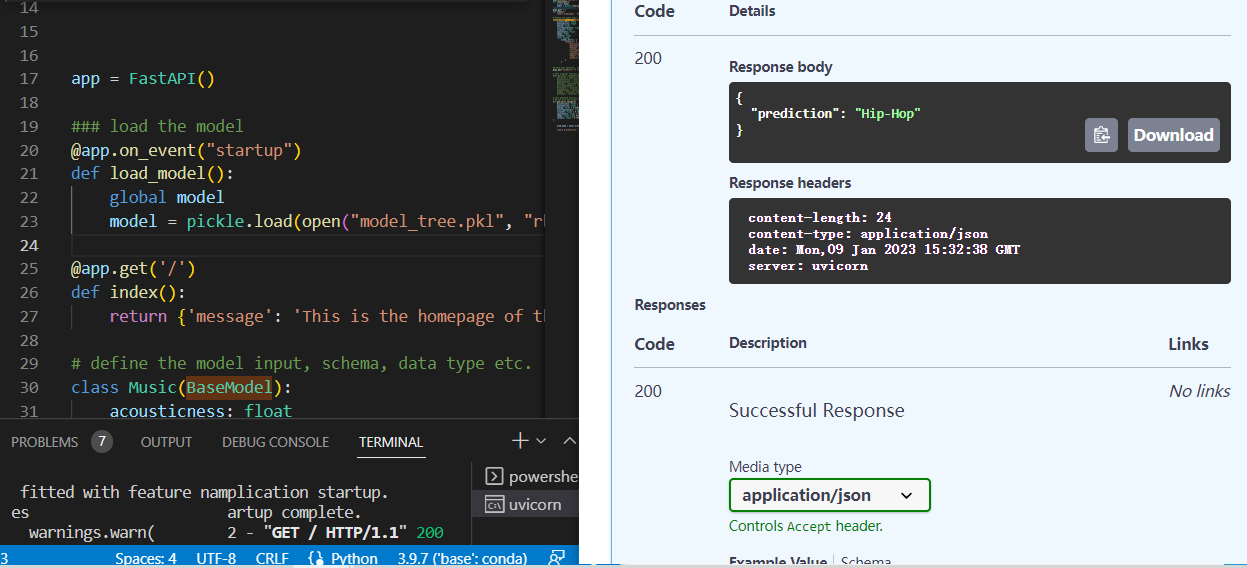 14
15
16
17 app = FastAPI()
18
19 ### load the model
20 @app.on_event("startup")
21 def load_model():
22 global model
23 model = pickle.load(open("model_tree.pkl", "r
24
25 @app.get('/')
26 def index():
27 return {'message': 'This is the homepage of t
28
29 # define the model input, schema, data type etc.
30 class Music(BaseModel):
31 acousticness: float
PROBLEMS 7 OUTPUT DEBUG CONSOLE TERMINAL
fitted with feature namplication startup.
es artup complete.
warnings.warn( 2 - "GET / HTTP/1.1" 200
powershe
uvicorn
3 Spaces: 4 UTF-8 CRLF {} Python 3.9.7 ('base': conda)
Code Details
200
Response body
{
"prediction": "Hip-Hop"
}
Download
Response headers
content-length: 24
content-type: application/json
date: Mon,09 Jan 2023 15:32:38 GMT
server: uvicorn
Responses
Code Description Links
200 No links
Successful Response
Media type
application/json
Controls Accept header.
Example Value Schema